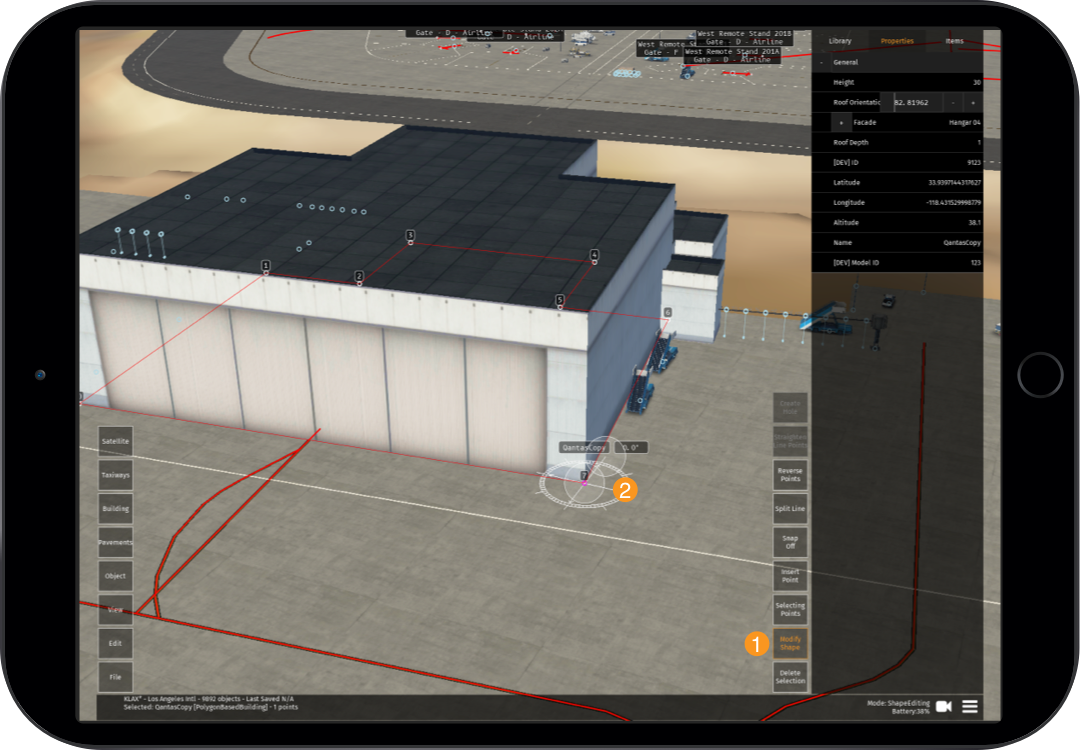 Gate - D - Airline
Gate - D - Airline
West Remote Stand 201B
Gate - D - Airline
West Remote S
Gate - F
West Remote Stand 201A
Gate - D - Airline
Library
Properties
Items
General
Height
30
Roof Orientatic
82.81962
-
+
Facade
Hangar 04
Roof Depth
1
[DEV] ID
9123
Latitude
33.9397144317627
Longitude
-118.431529998779
Altitude
38.1
Name
QantasCopy
[DEV] Model ID
123
1
2
3
4
5
6
7
QantasCopy
0.0°
2
Satellite
Taxiways
Building
Pavements
Object
View
Edit
File
Create
Hole
Reverse
Points
Split Line
Snap
Off
Insert
Point
Selecting
Points
1
Modify
Shape
Delete
Selection
KLAX* - Los Angeles Intl - 9892 objects - Last Saved N/A
Selected: QantasCopy [PolygonBasedBuilding] - 1 points
Mode: ShapeEditing
Battery:38%